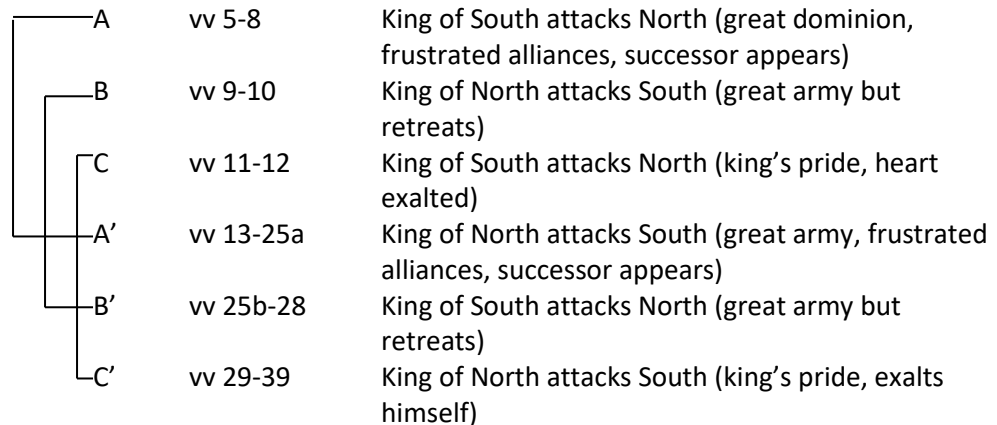 A vv 5-8 King of South attacks North (great dominion,
frustrated alliances, successor appears)
B vv 9-10 King of North attacks South (great army but
retreats)
C vv 11-12 King of South attacks North (king’s pride, heart
exalted)
A’ vv 13-25a King of North attacks South (great army, frustrated
alliances, successor appears)
B’ vv 25b-28 King of South attacks North (great army but
retreats)
C’ vv 29-39 King of North attacks South (king’s pride, exalts
himself)